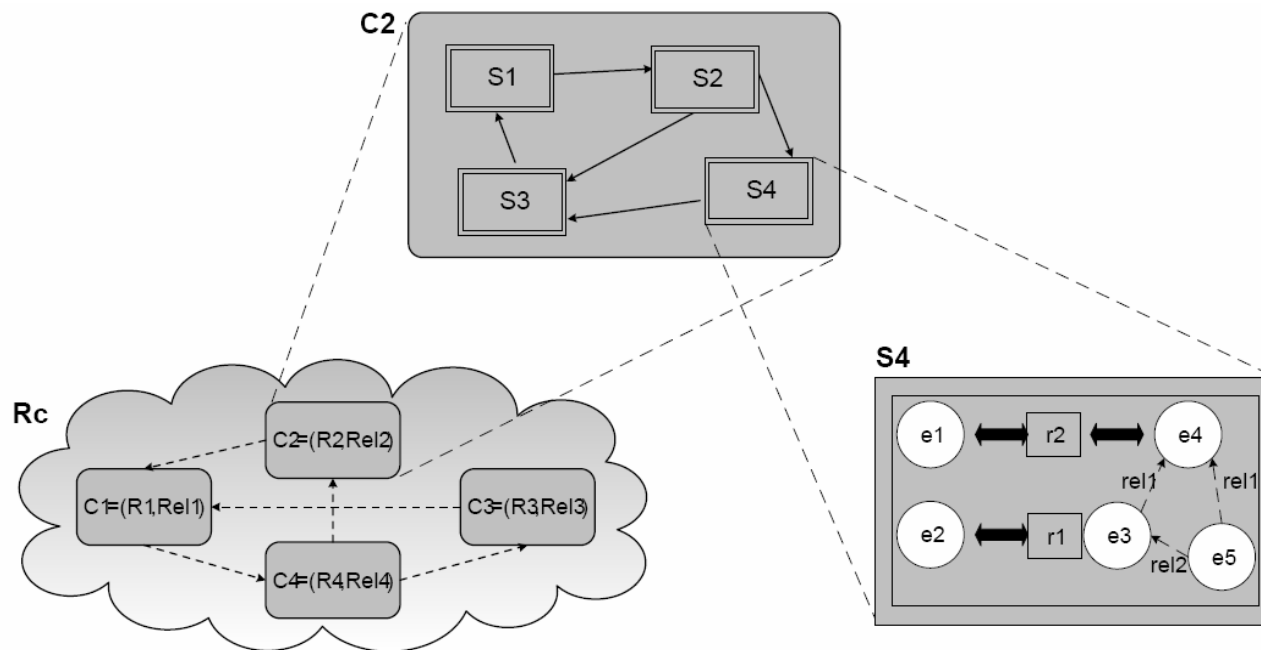 C2
S1
S2
S3
S4
S4
Rc
C2=(R2,Rel2)
C1=(R1,Rel1)
C3=(R3,Rel3)
C4=(R4,Rel4)
e1
r2
e4
rel1
rel1
e2
r1
e3
e5
rel2